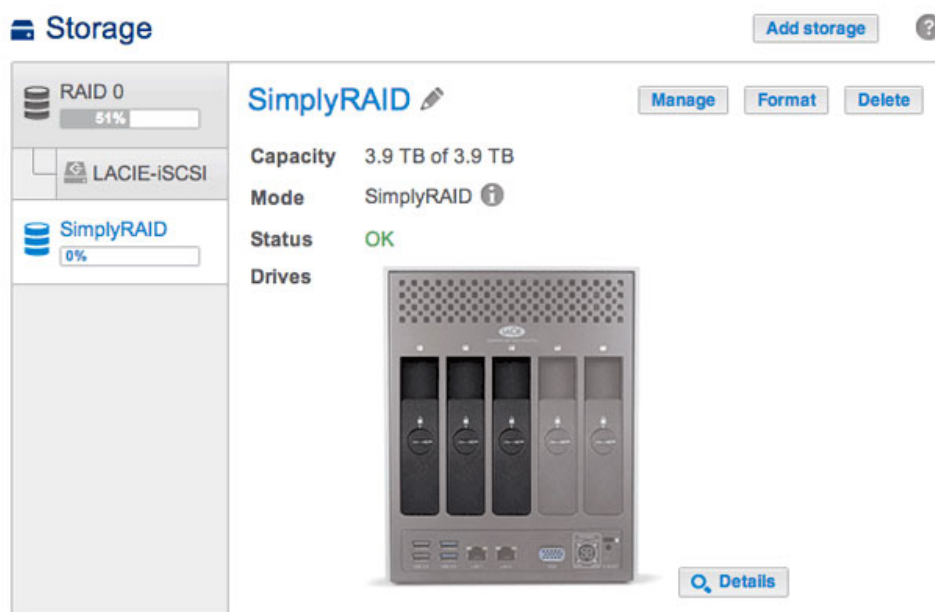 Storage
Add storage
?
RAID 0
51%
LACIE-iSCSI
SimplyRAID
0%
SimplyRAID
Manage
Format
Delete
Capacity 3.9 TB of 3.9 TB
Mode SimplyRAID i
Status OK
Drives
LACIE
Details